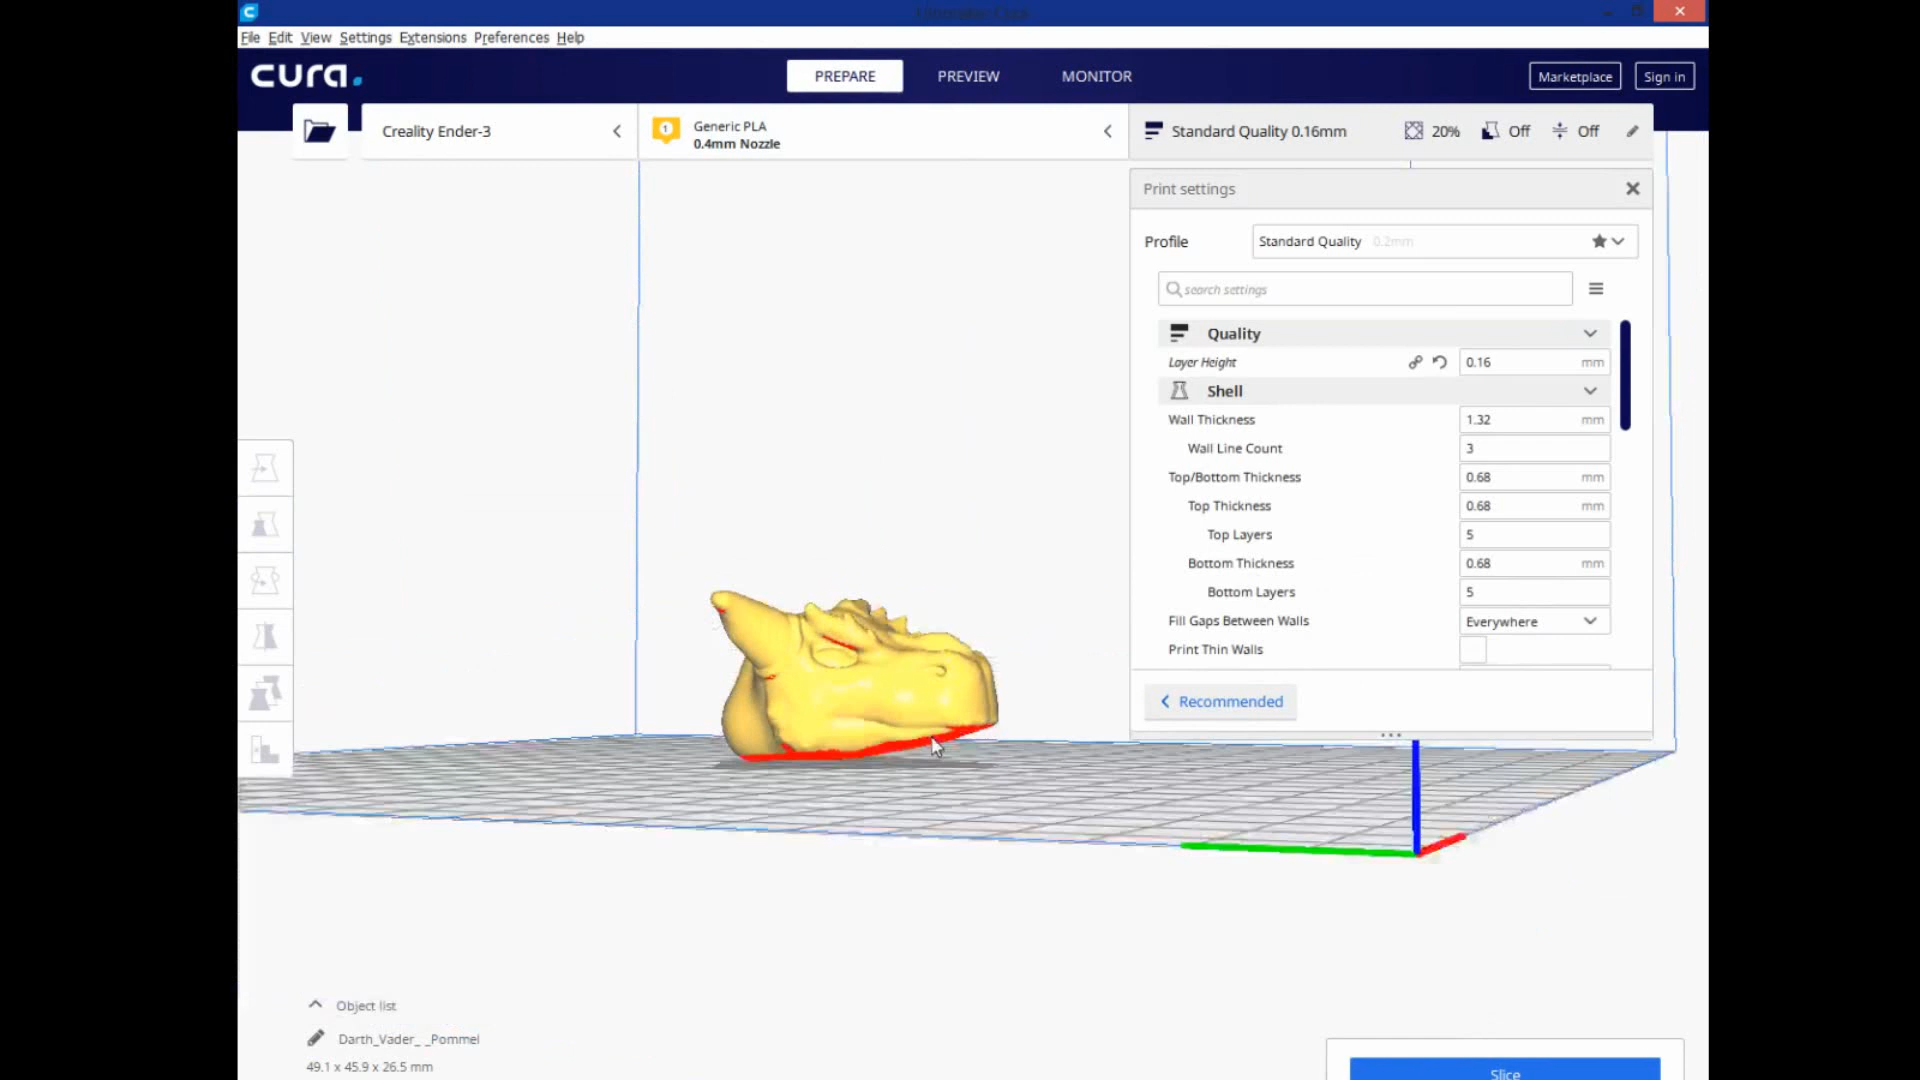 File Edit View Settings Extensions Preferences Help
cura.
PREPARE PREVIEW MONITOR
Marketplace Sign in
Creality Ender-3
1
Generic PLA
0.4mm Nozzle
Standard Quality 0.16mm
20% Off Off
Print settings
Profile
Standard Quality 0.2mm
search settings
Quality
Layer Height 0.16 mm
Shell
Wall Thickness 1.32 mm
Wall Line Count 3
Top/Bottom Thickness 0.68 mm
Top Thickness 0.68 mm
Top Layers 5
Bottom Thickness 0.68 mm
Bottom Layers 5
Fill Gaps Between Walls Everywhere
Print Thin Walls
Recommended
Object list
Darth_Vader_ _Pommel
49.1 x 45.9 x 26.5 mm
Slice